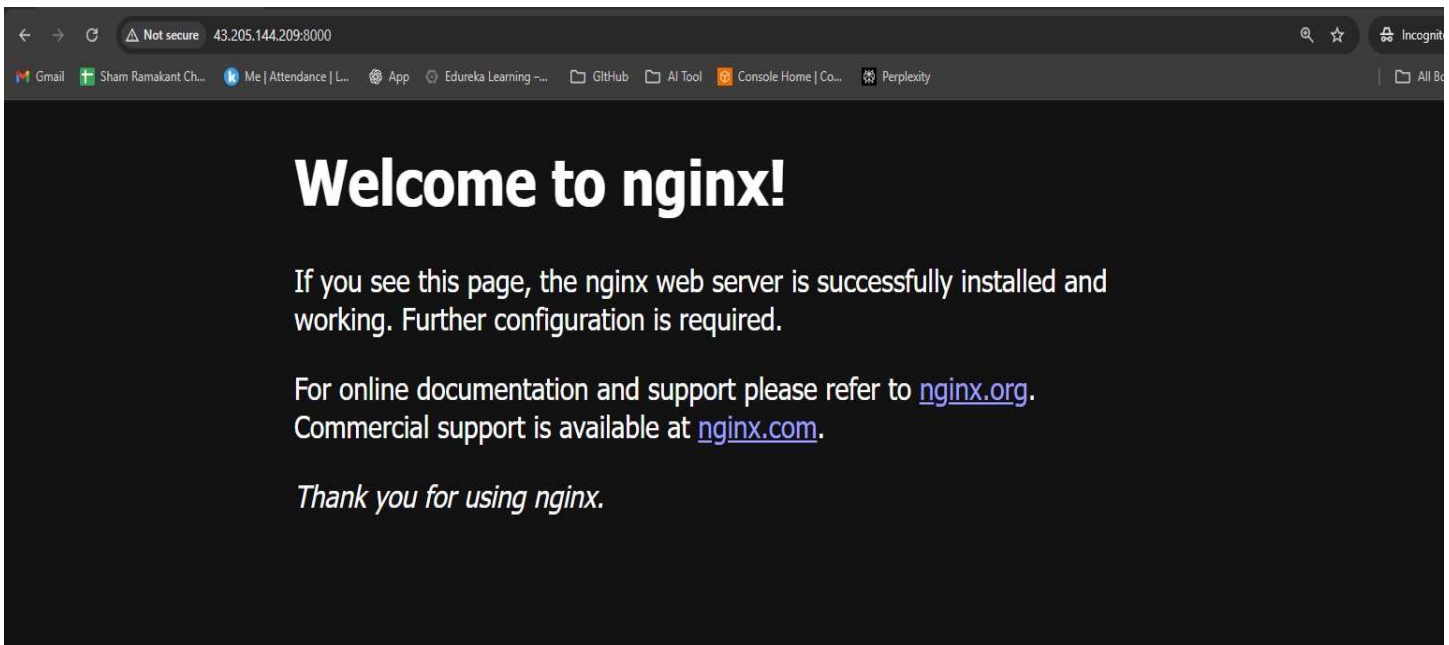 Not secure 43.205.144.209:8000 Incognito
Gmail Sham Ramakant Ch... Me | Attendance | L... App Edureka Learning –... GItHub AI Tool Console Home | Co... Perplexity All Bo
Welcome to nginx!
If you see this page, the nginx web server is successfully installed and
working. Further configuration is required.
For online documentation and support please refer to nginx.org.
Commercial support is available at nginx.com.
Thank you for using nginx.